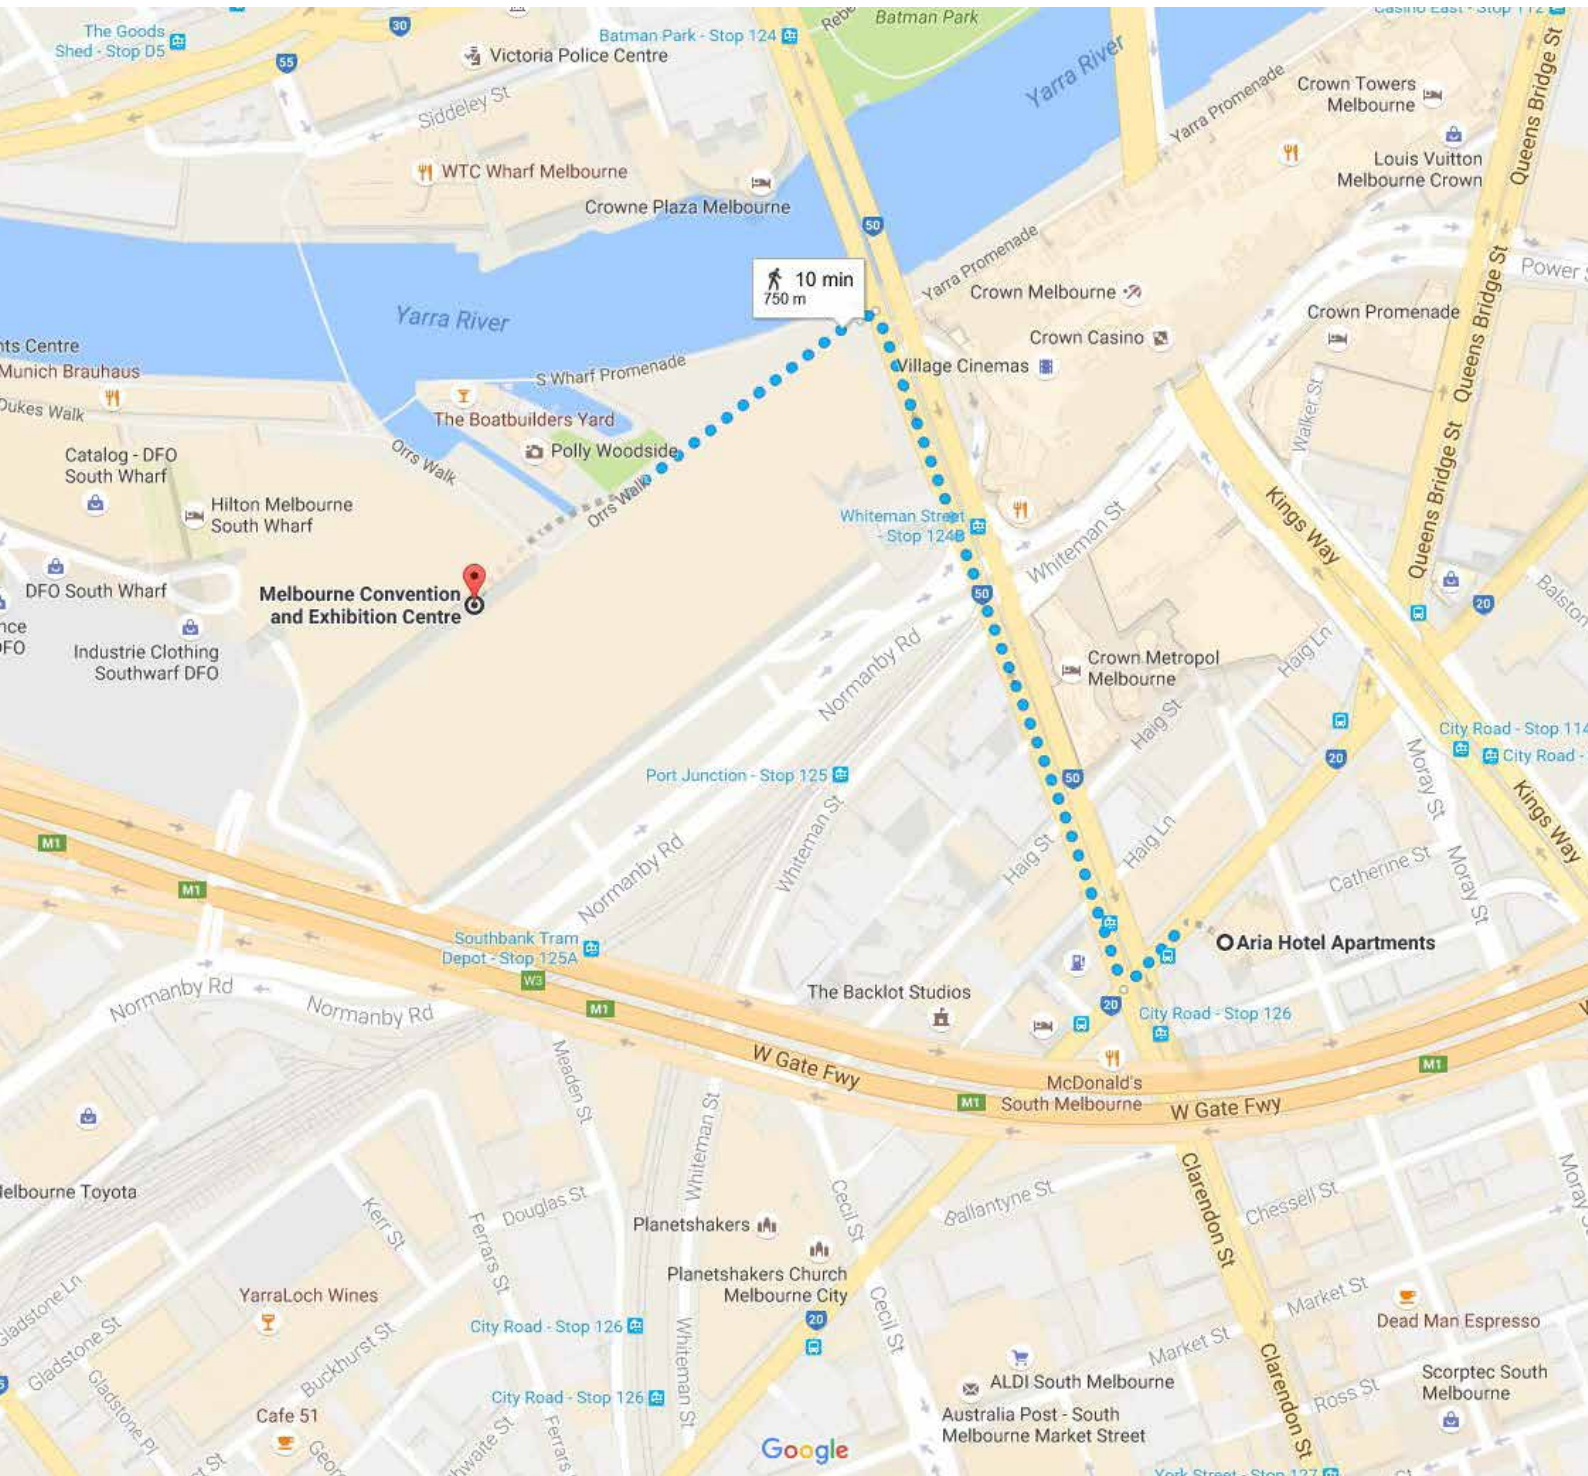 The Goods
Shed - Stop D5
30
55
Batman Park - Stop 124
Batman Park
Victoria Police Centre
Siddeley St
Yarra River
Yarra Promenade
Crown Towers
Melbourne
Queens Bridge St
WTC Wharf Melbourne
Louis Vuitton
Melbourne Crown
Crowne Plaza Melbourne
50
Yarra Promenade
10 min
750 m
Crown Melbourne
Power
Yarra River
Crown Promenade
Queens Bridge St
Crown Casino
nts Centre
Munich Brauhaus
S Wharf Promenade
Village Cinemas
Dukes Walk
The Boatbuilders Yard
Walker St
Catalog - DFO
South Wharf
Orrs Walk
Polly Woodside
Queens Bridge St
Hilton Melbourne
South Wharf
Orrs Walk
Whiteman Street
- Stop 124B
Whiteman St
Kings Way
DFO South Wharf
Melbourne Convention
and Exhibition Centre
50
20
Balston
nce
DFO
Industrie Clothing
Southwarf DFO
Normanby Rd
Crown Metropol
Melbourne
Haig Ln
Haig St
City Road - Stop 114
City Road -
20
Moray St
Port Junction - Stop 125
50
Kings Way
M1
Whiteman St
Haig St
Haig Ln
Normanby Rd
Catherine St
Moray St
M1
Southbank Tram
Depot - Stop 125A
Aria Hotel Apartments
W3
Normanby Rd
Normanby Rd
M1
The Backlot Studios
20
City Road - Stop 126
Meaden St
W Gate Fwy
M1
McDonald's
South Melbourne
M1
W Gate Fwy
Whiteman St
Clarendon St
Moray St
elbourne Toyota
Kerr St
Ferrars St
Douglas St
Planetshakers
Cecil St
Ballantyne St
Chessell St
Planetshakers Church
Melbourne City
Gladstone Ln
YarraLoch Wines
Market St
Dead Man Espresso
Gladstone St
City Road - Stop 126
20
Cecil St
Buckhurst St
Whiteman St
Market St
Clarendon St
Gladstone Pl
City Road - Stop 126
ALDI South Melbourne
Ross St
Scorptec South
Melbourne
Cafe 51
Ferrars
Australia Post - South
Melbourne Market Street
Google
York Street - Stop 127